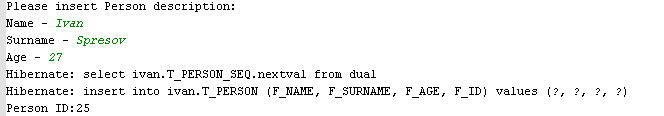 Please insert Person description:
Name - Ivan
Surname - Spresov
Age - 27
Hibernate: select ivan.T_PERSON_SEQ.nextval from dual
Hibernate: insert into ivan.T_PERSON (F_NAME, F_SURNAME, F_AGE, F_ID) values (?, ?, ?, ?)
Person ID:25